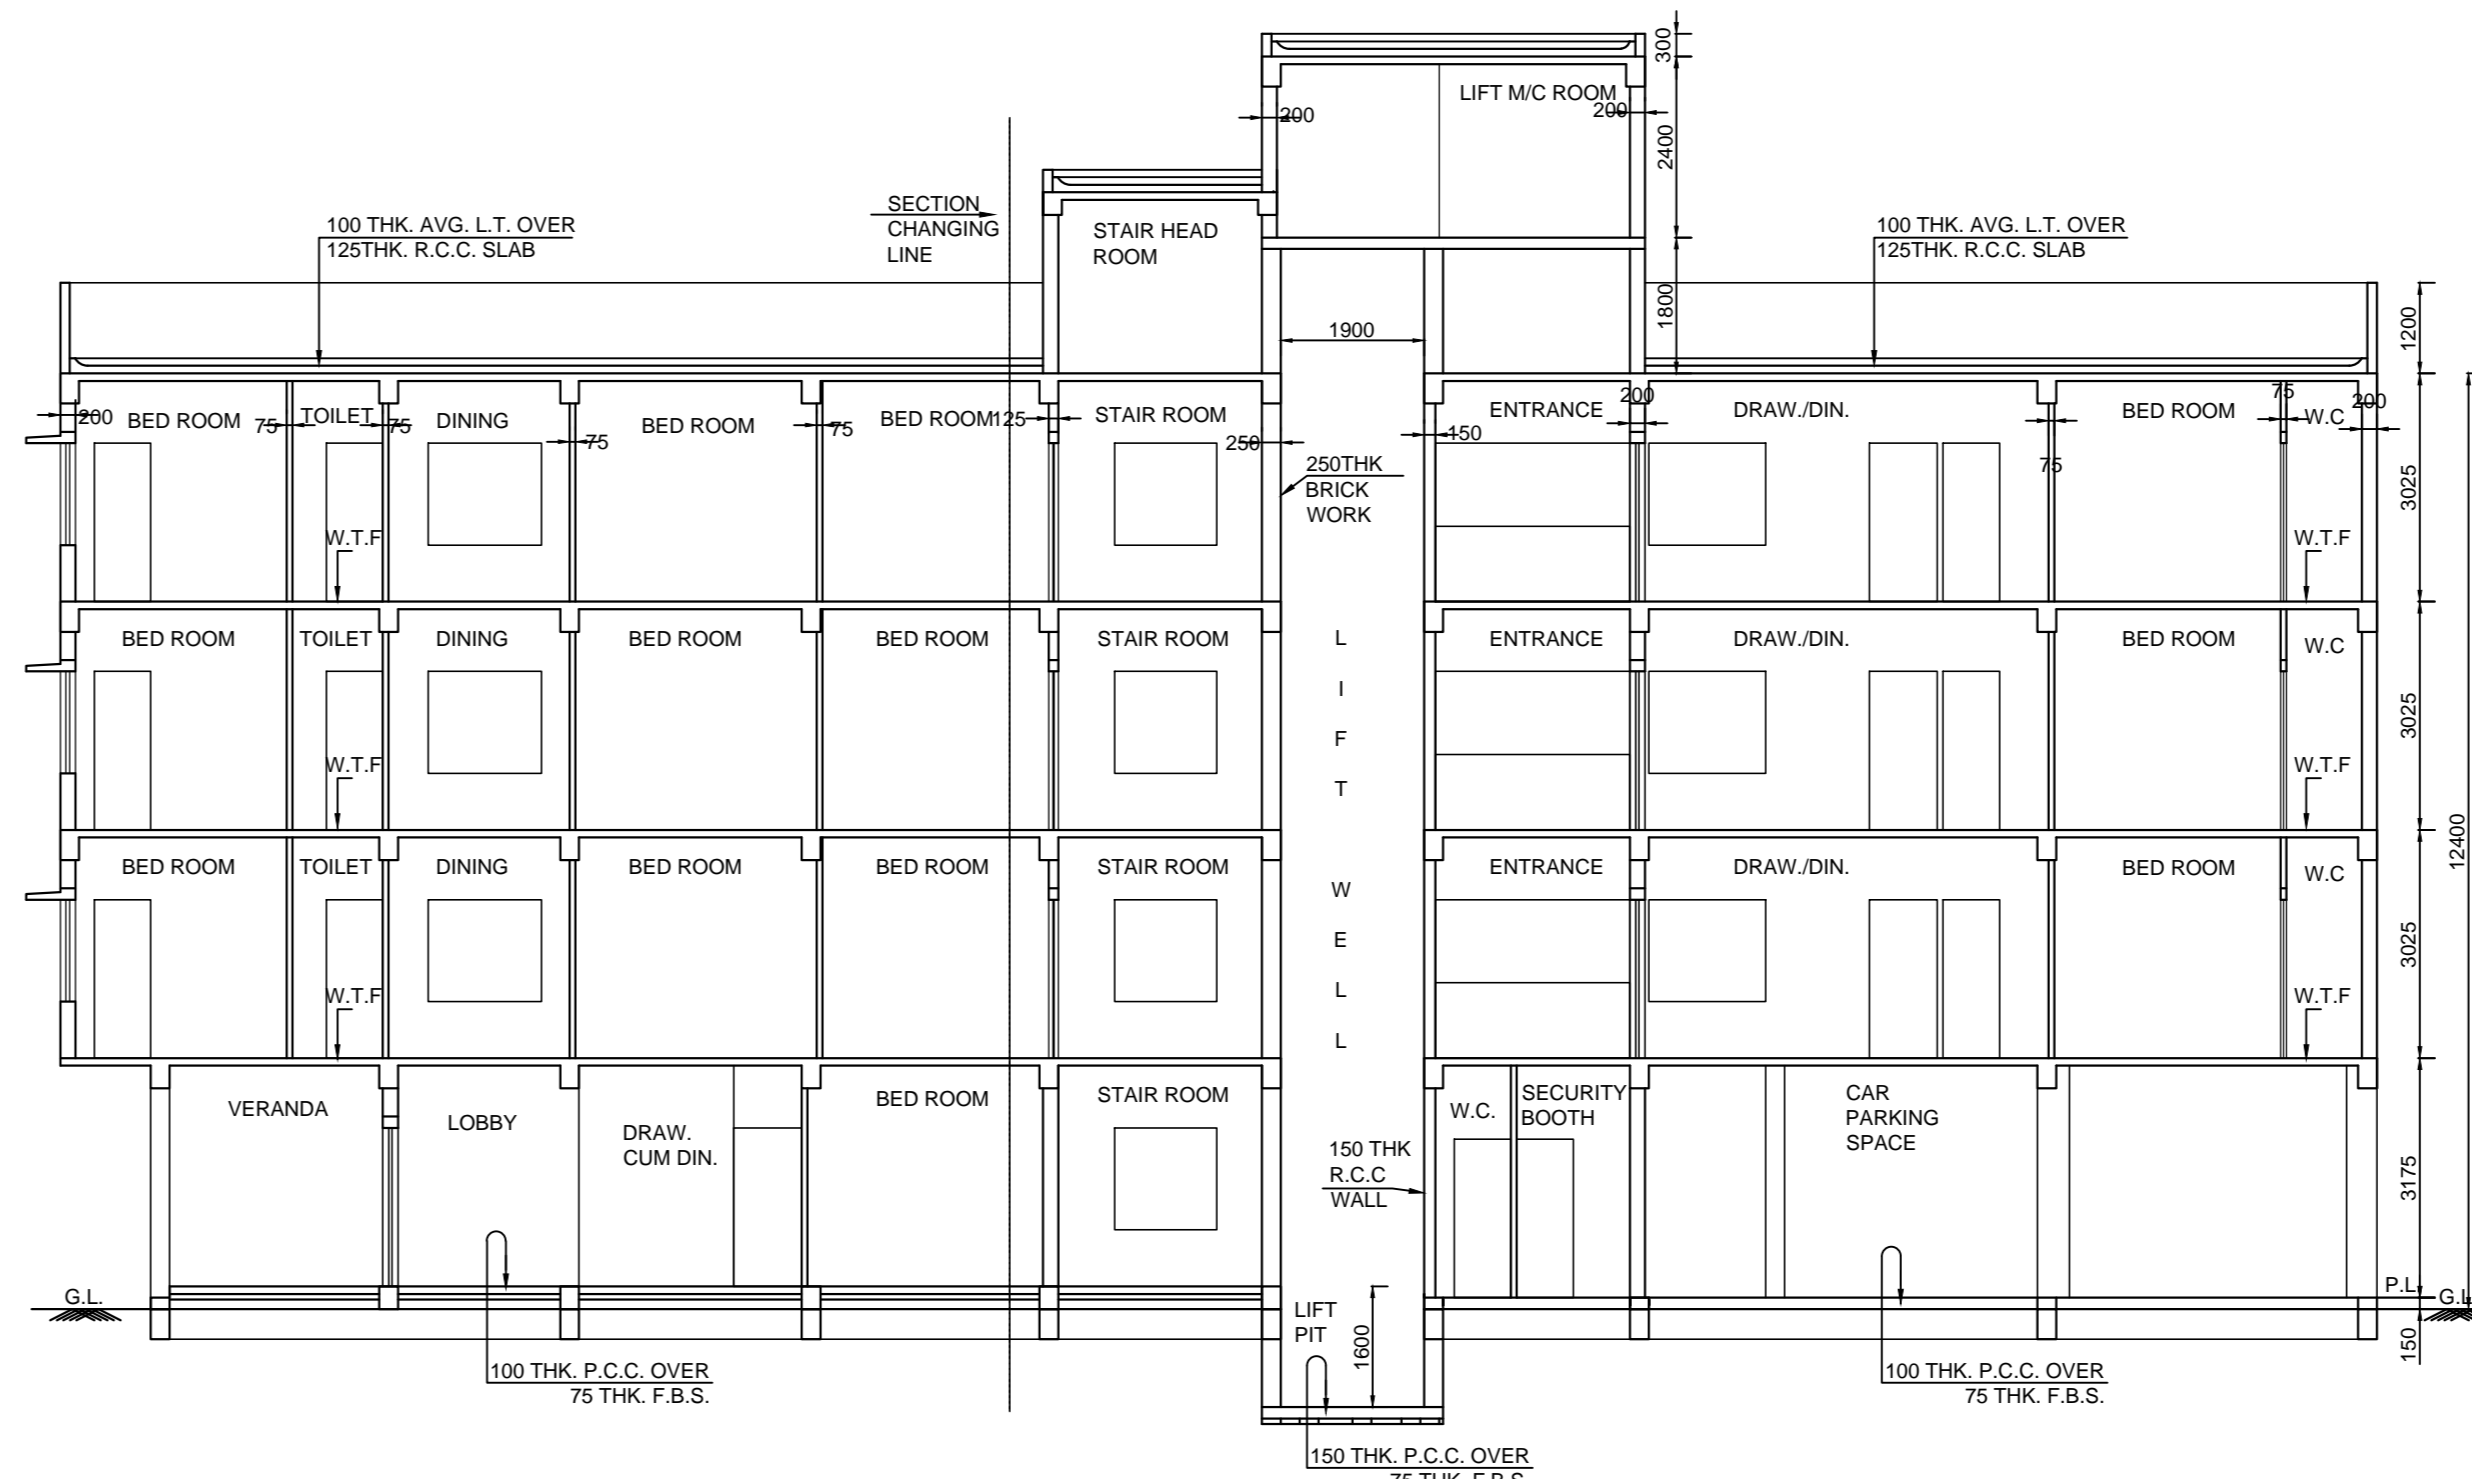 300
LIFT M/C ROOM
200
200
2400
SECTION
CHANGING
LINE
STAIR HEAD
ROOM
100 THK. AVG. L.T. OVER
125THK. R.C.C. SLAB
100 THK. AVG. L.T. OVER
125THK. R.C.C. SLAB
1800
1900
1200
200
BED ROOM
75
TOILET
75
DINING
75
BED ROOM
75
BED ROOM
125
STAIR ROOM
250
150
ENTRANCE
200
DRAW./DIN.
75
BED ROOM
75
W.C
200
250THK
BRICK
WORK
3025
W.T.F
W.T.F
BED ROOM
TOILET
DINING
BED ROOM
BED ROOM
STAIR ROOM
L
I
F
T
W
E
L
L
ENTRANCE
DRAW./DIN.
BED ROOM
W.C
3025
W.T.F
W.T.F
12400
BED ROOM
TOILET
DINING
BED ROOM
BED ROOM
STAIR ROOM
ENTRANCE
DRAW./DIN.
BED ROOM
W.C
3025
W.T.F
W.T.F
VERANDA
LOBBY
DRAW.
CUM DIN.
BED ROOM
STAIR ROOM
W.C.
SECURITY
BOOTH
CAR
PARKING
SPACE
150 THK
R.C.C
WALL
3175
G.L.
P.L
G.L
LIFT
PIT
1600
150
100 THK. P.C.C. OVER
75 THK. F.B.S.
100 THK. P.C.C. OVER
75 THK. F.B.S.
150 THK. P.C.C. OVER
75 THK. F.B.S.